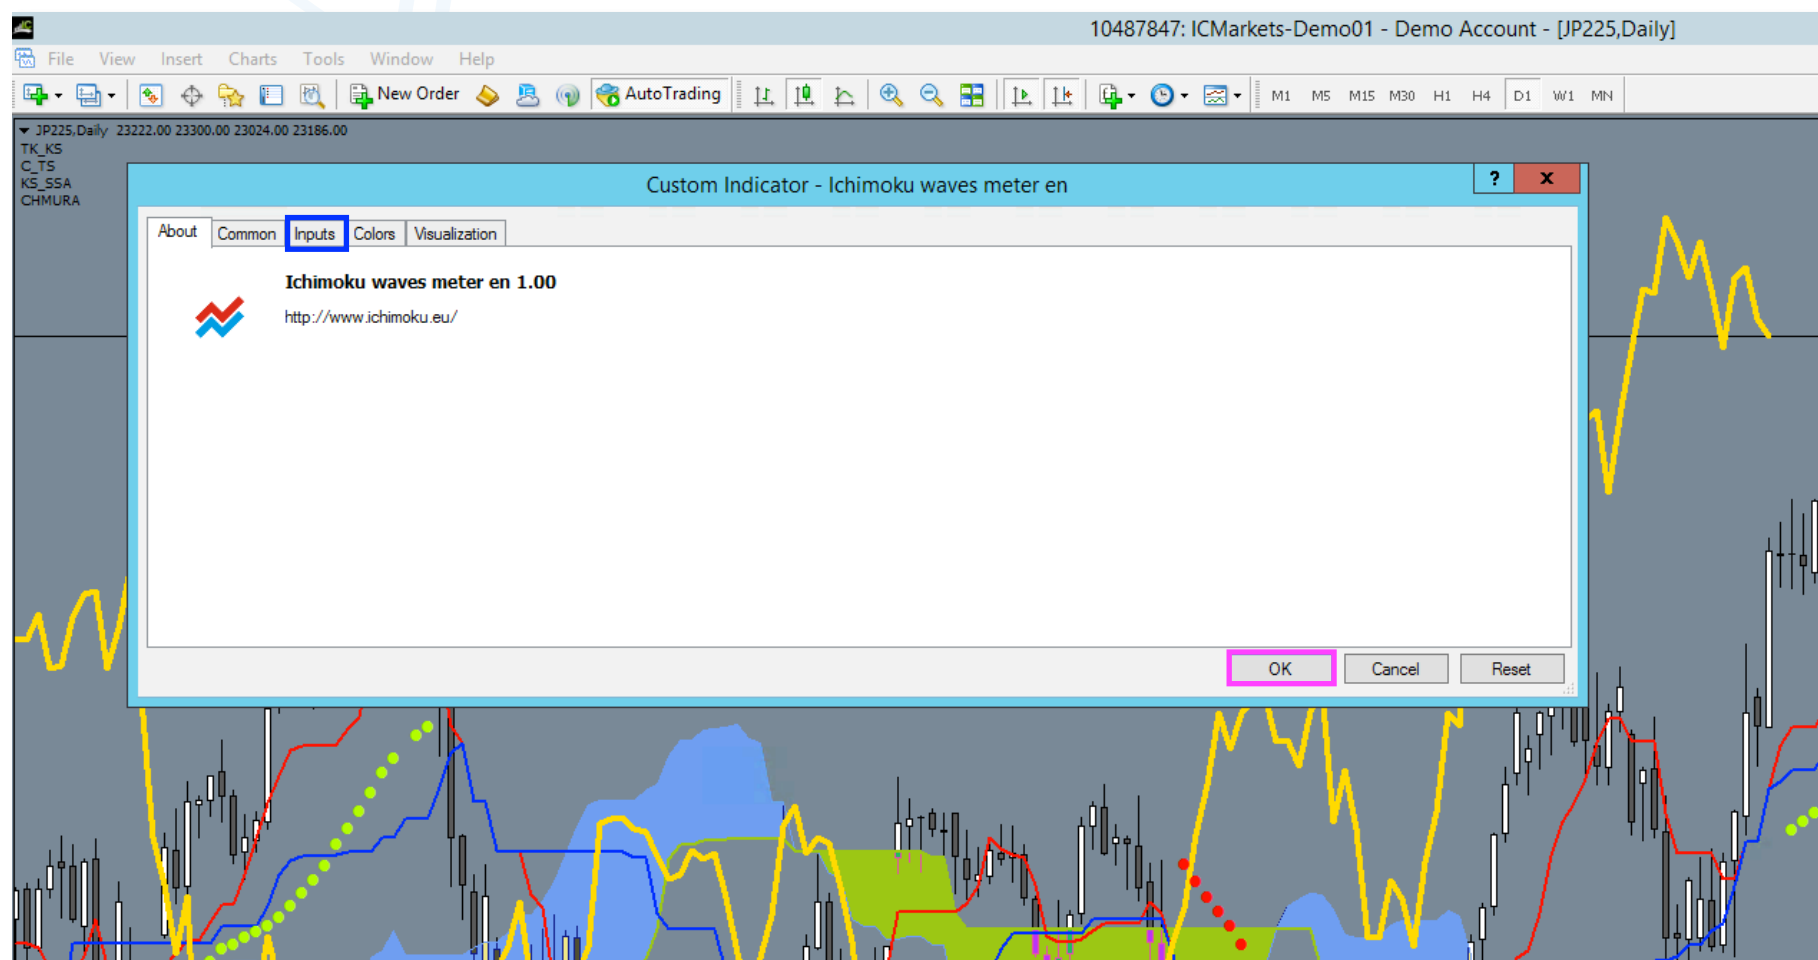 10487847: ICMarkets-Demo01 - Demo Account - [JP225,Daily]
File View Insert Charts Tools Window Help
New Order AutoTrading M1 M5 M15 M30 H1 H4 D1 W1 MN
JP225,Daily 23222.00 23300.00 23024.00 23186.00
TK_KS
C_TS
KS_SSA
CHMURA
Custom Indicator - Ichimoku waves meter en
? x
About Common Inputs Colors Visualization
Ichimoku waves meter en 1.00
http://www.ichimoku.eu/
OK Cancel Reset